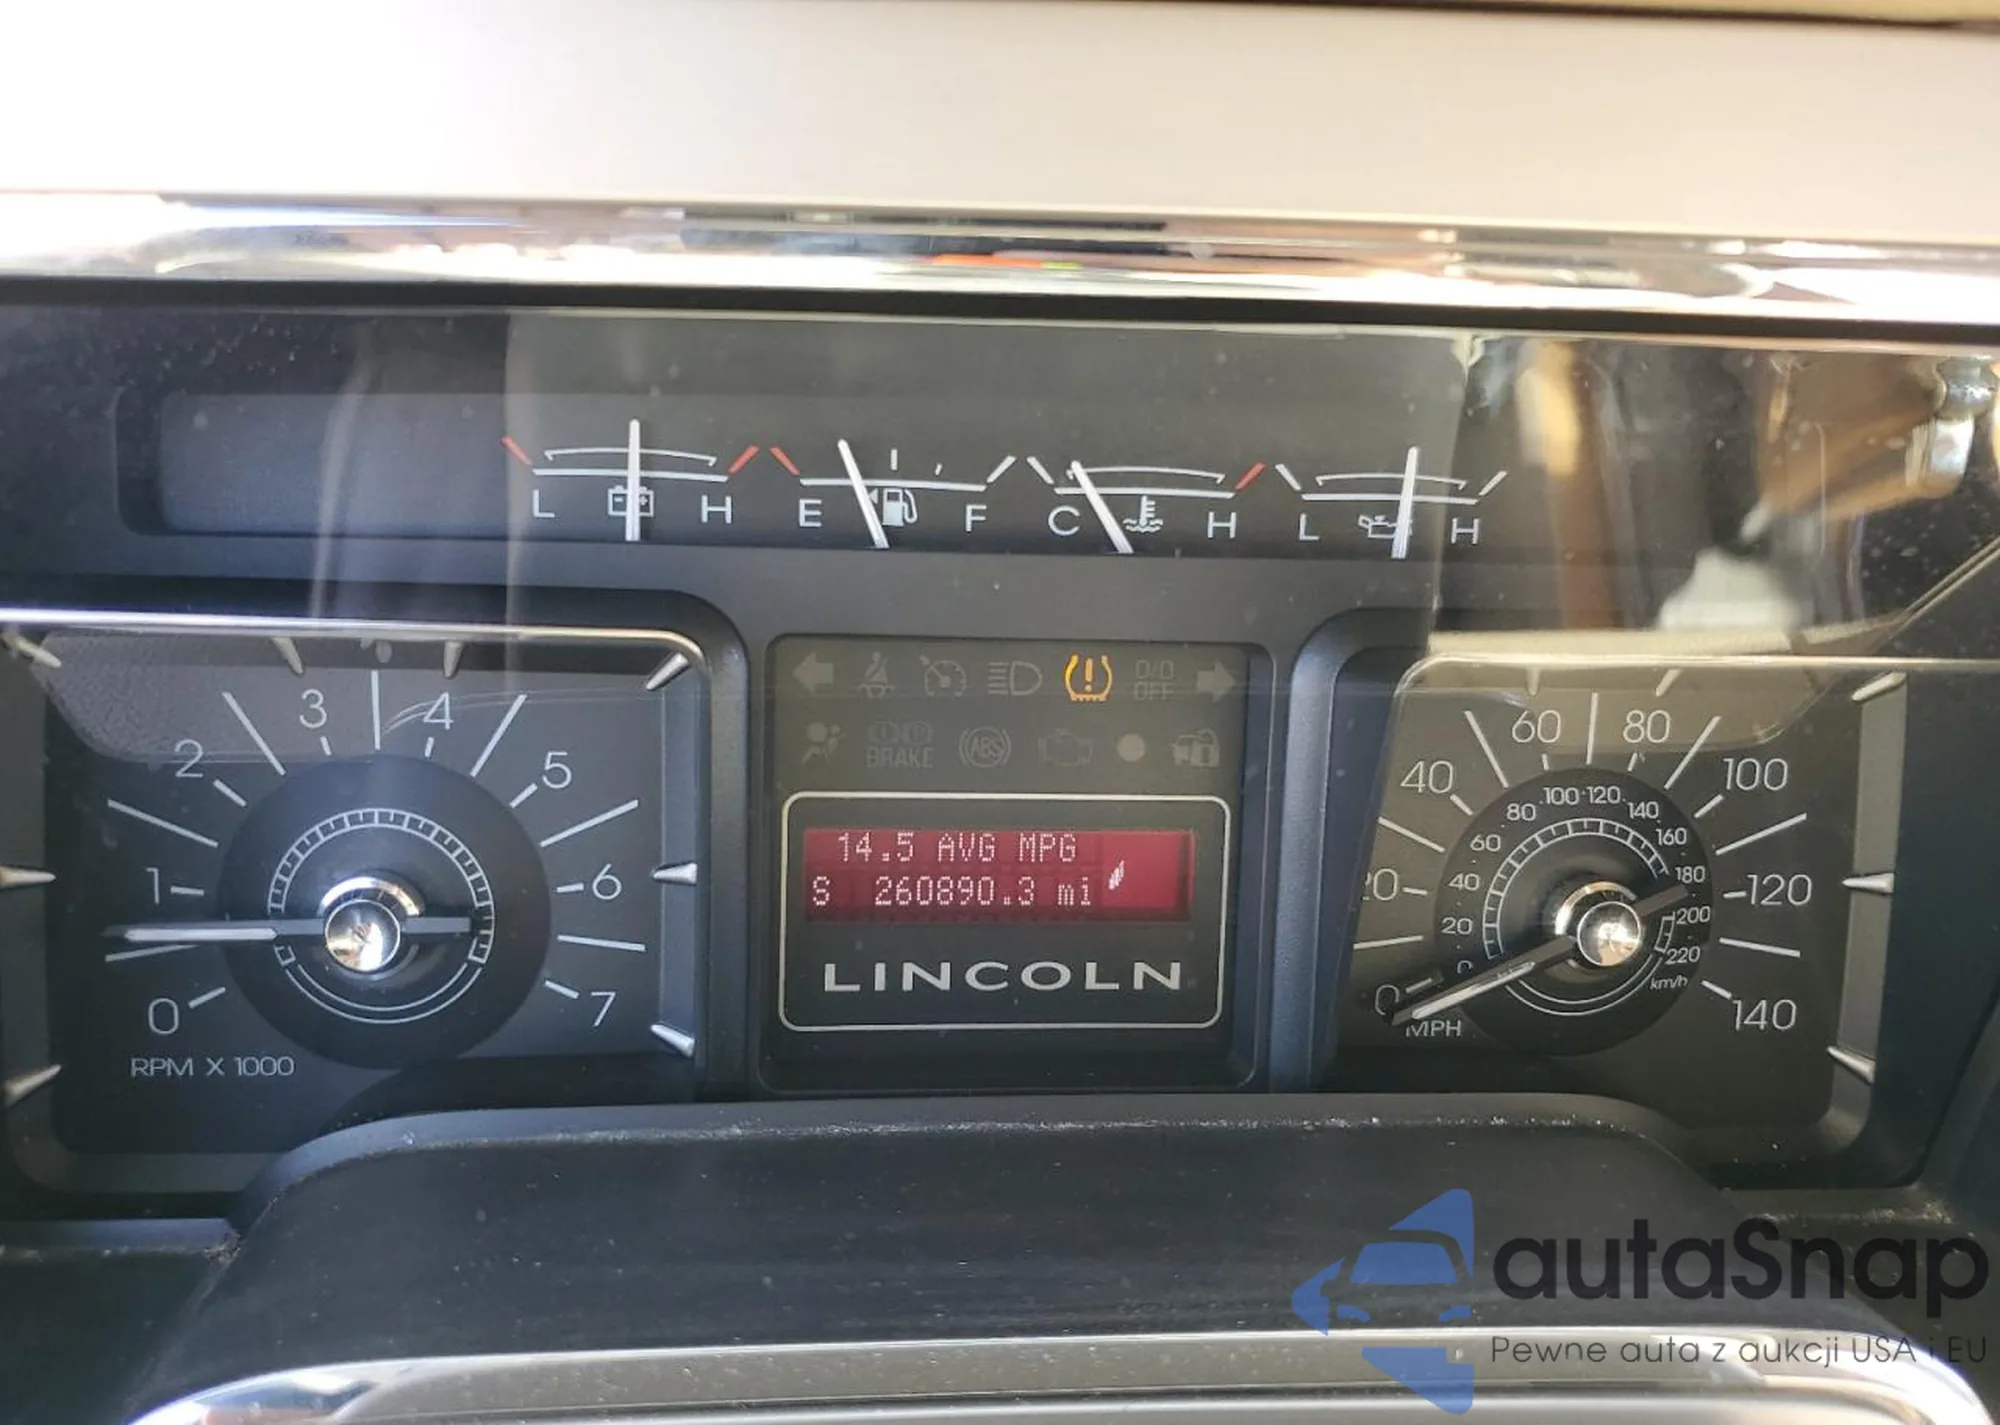 L H E F C H L H
0 1 2 3 4 5 6 7
RPM X 1000
O/D
OFF
BRAKE ABS
14.5 AVG MPG
S 260890.3 mi
LINCOLN
0 20 40 60 80 100 120 140
MPH
0 20 40 60 80 100 120 140 160 180 200 220
km/h
autaSnap
Pewne auta z aukcji USA i EU